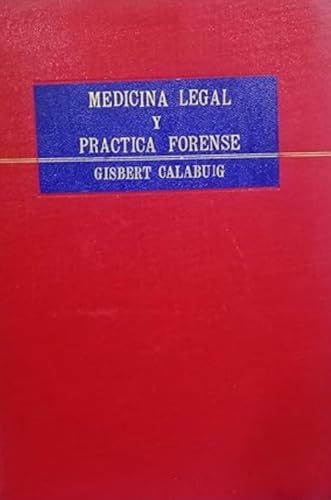 MEDICINA LEGAL
Y
PRACTICA FORENSE
GISBERT CALABUIG